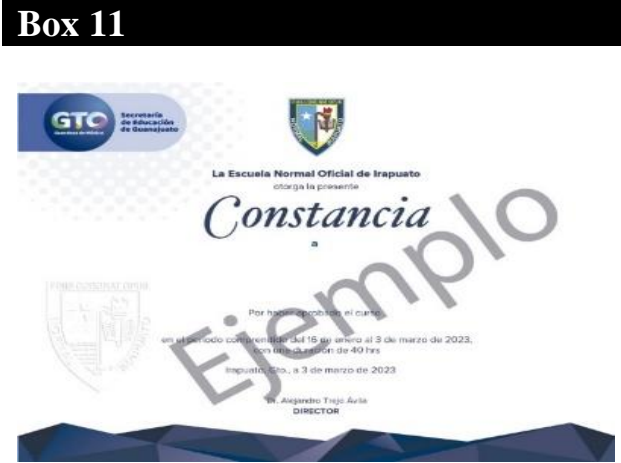 Box 11
GTO
Secretaría
de Educación
de Guanajuato
La Escuela Normal Oficial de Irapuato
otorga la presente
Constancia
a
Ejemplo
Por haber aprobado el curso
en el periodo comprendido del 16 de enero al 3 de marzo de 2023,
con una duración de 40 hrs
Irapuato, Gto., a 3 de marzo de 2023
Dr. Alejandro Trejo Ávila
DIRECTOR